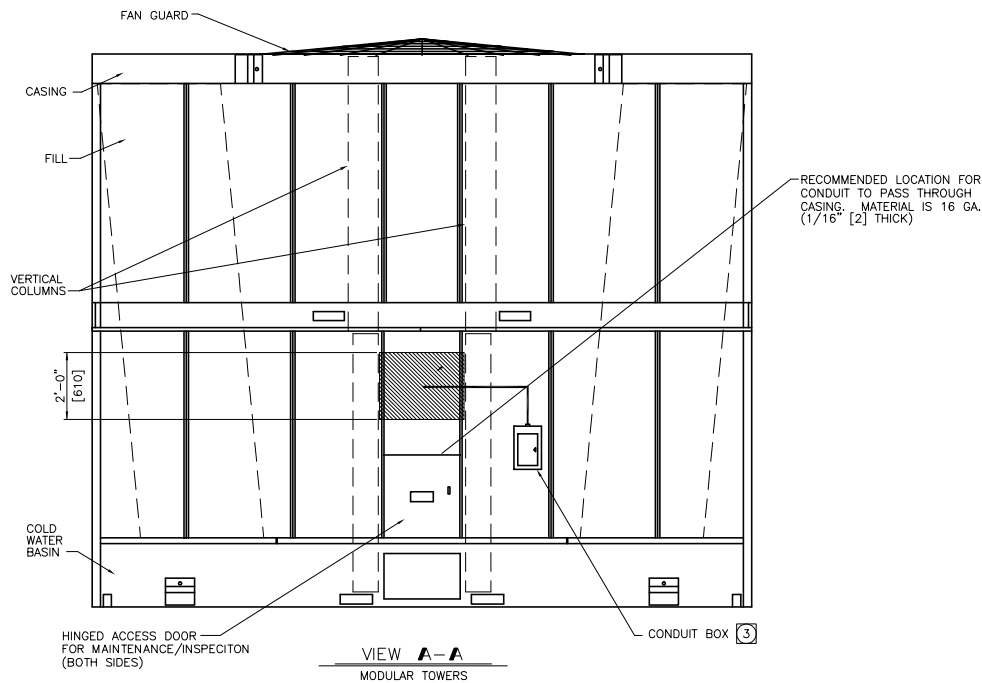 FAN GUARD
CASING
FILL
RECOMMENDED LOCATION FOR
CONDUIT TO PASS THROUGH
CASING. MATERIAL IS 16 GA.
(1/16" [2] THICK)
VERTICAL
COLUMNS
2'-0"
[610]
COLD
WATER
BASIN
HINGED ACCESS DOOR
FOR MAINTENANCE/INSPECITON
(BOTH SIDES)
CONDUIT BOX 3
VIEW A-A
MODULAR TOWERS